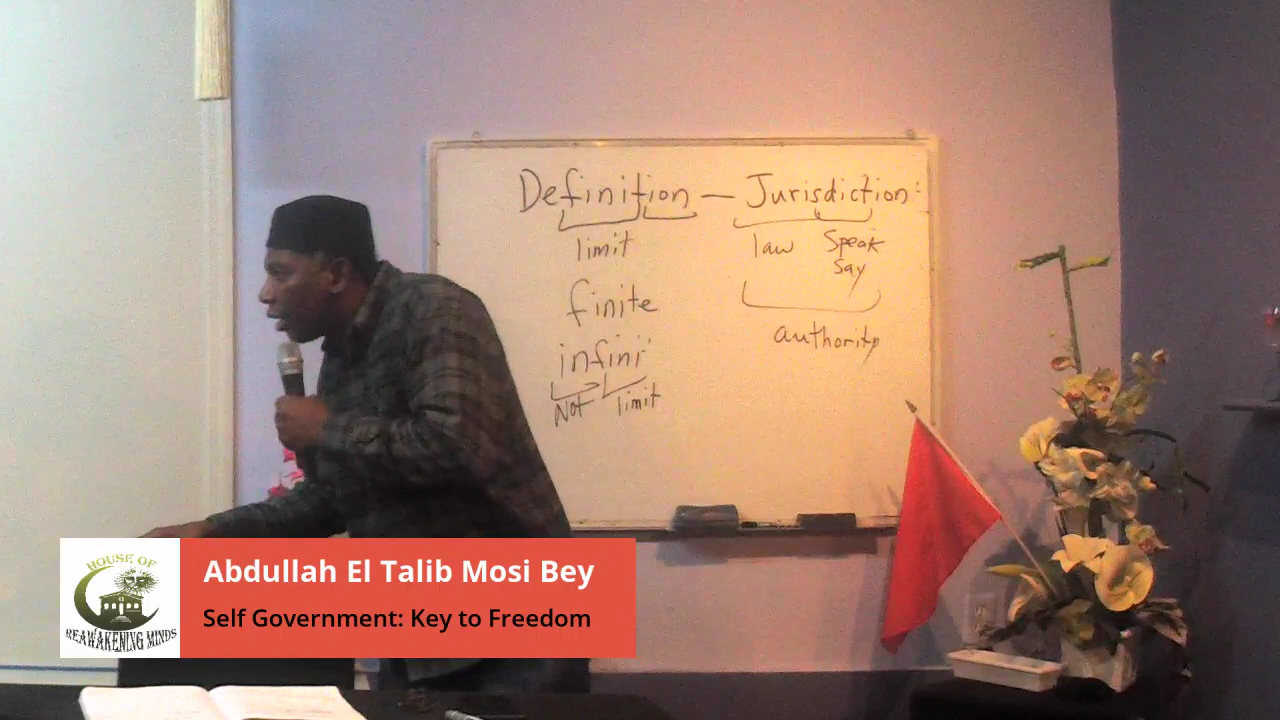 Definition — Jurisdiction:
limit
law Speak
say
finite
authority
infini
Not limit
HOUSE OF
REAWAKENING MINDS
Abdullah El Talib Mosi Bey
Self Government: Key to Freedom